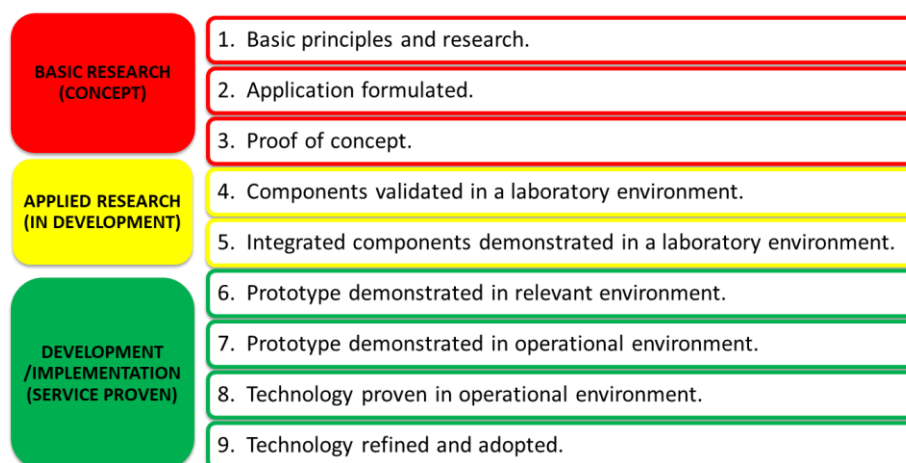 BASIC RESEARCH
(CONCEPT)
1. Basic principles and research.
2. Application formulated.
3. Proof of concept.
APPLIED RESEARCH
(IN DEVELOPMENT)
4. Components validated in a laboratory environment.
5. Integrated components demonstrated in a laboratory environment.
DEVELOPMENT
/IMPLEMENTATION
(SERVICE PROVEN)
6. Prototype demonstrated in relevant environment.
7. Prototype demonstrated in operational environment.
8. Technology proven in operational environment.
9. Technology refined and adopted.